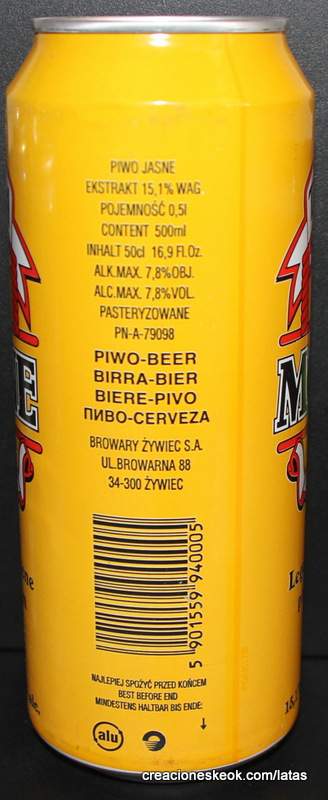 PIWO JASNE
EKSTRAKT 15,1% WAG
POJEMNOŚĆ 0,5l
CONTENT 500ml
INHALT 50cl 16,9 Fl.Oz.
ALK.MAX. 7,8%OBJ.
ALC.MAX. 7,8%VOL.
PASTERYZOWANE
PN-A-79098
PIWO-BEER
BIRRA-BIER
BIERE-PIVO
ПИВО-CERVEZA
BROWARY ŻYWIEC S.A.
UL.BROWARNA 88
34-300 ŻYWIEC
5 901559 940005
NAJLEPIEJ SPOŻYĆ PRZED KOŃCEM
BEST BEFORE END
MINDESTENS HALTBAR BIS ENDE:
alu
creacioneskeok.com/latas